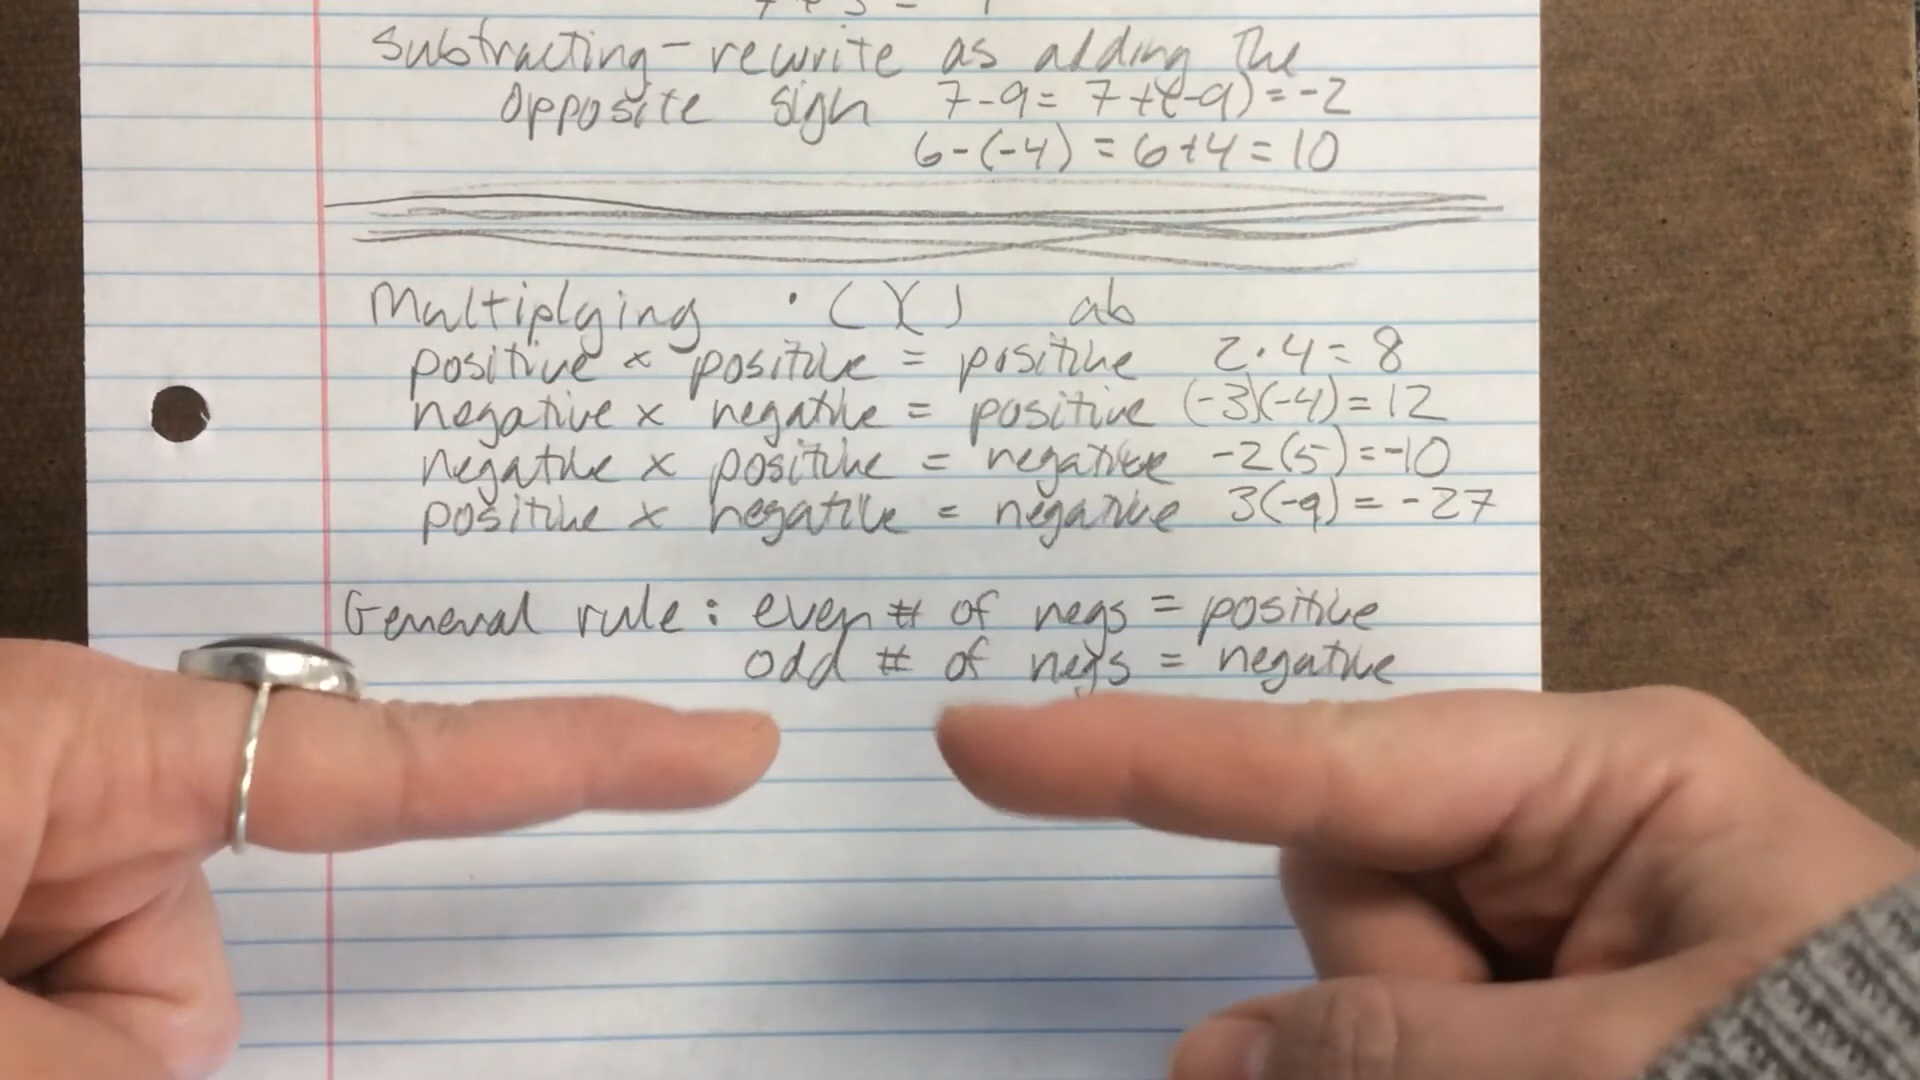 Subtracting - rewrite as adding the
opposite sign 7-9 = 7+(-9) = -2
6-(-4) = 6+4 = 10
Multiplying · ( )( ) ab
positive x positive = positive 2·4 = 8
negative x negative = positive (-3)(-4) = 12
negative x positive = negative -2(5) = -10
positive x negative = negative 3(-9) = -27
General rule: even # of negs = positive
odd # of negs = negative